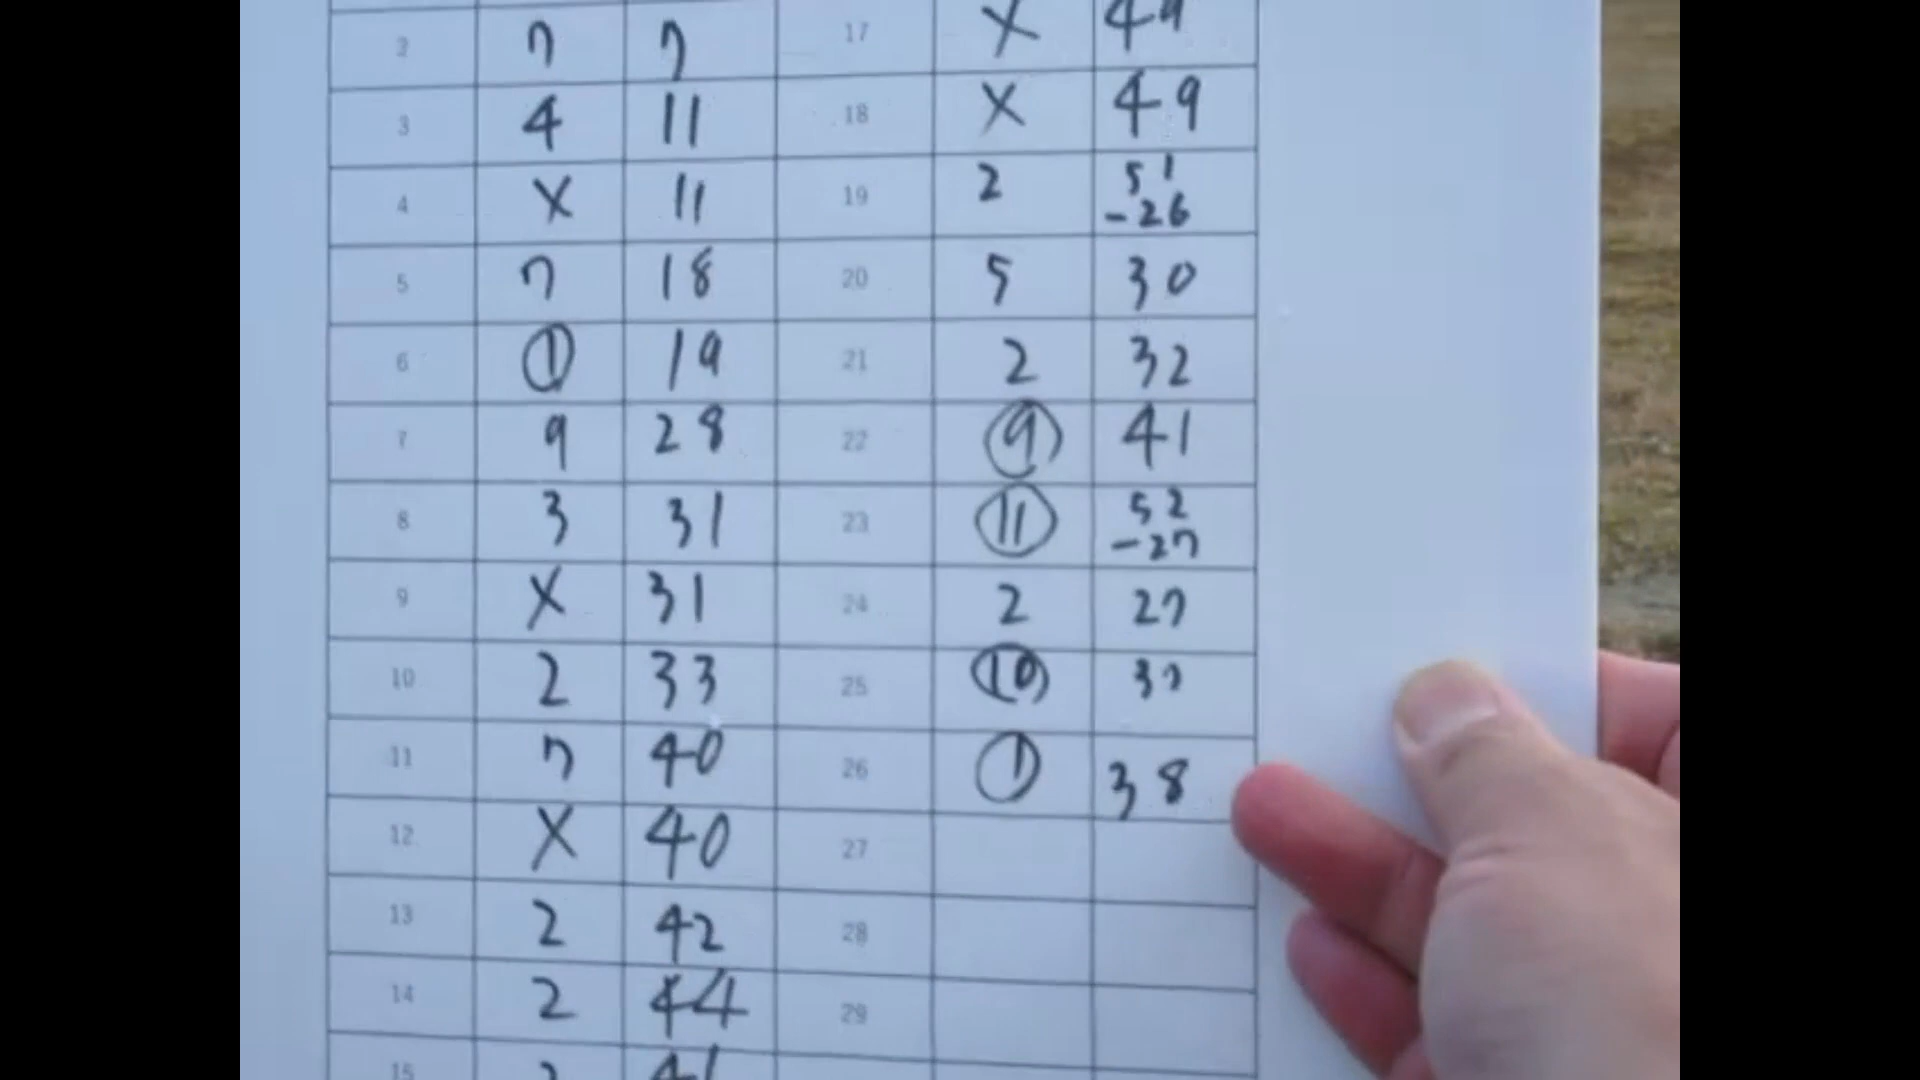 2 7 7 17 X 49
3 4 11 18 X 49
4 X 11 19 2 51
-26
5 7 18 20 5 30
6 ① 19 21 2 32
7 9 28 22 ⑨ 41
8 3 31 23 ⑪ 52
-27
9 X 31 24 2 27
10 2 33 25 ⑩ 37
11 7 40 26 ① 38
12 X 40 27
13 2 42 28
14 2 44 29
15